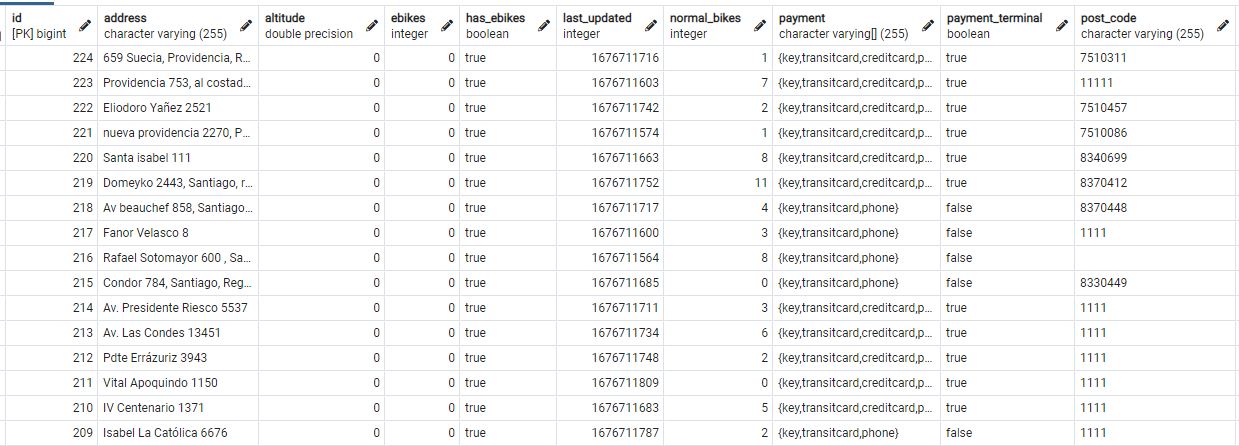 id address altitude ebikes has_ebikes last_updated normal_bikes payment payment_terminal post_code
[PK] bigint character varying (255) double precision integer boolean integer integer character varying[] (255) boolean character varying (255)
224 659 Suecia, Providencia, R... 0 0 true 1676711716 1 {key,transitcard,creditcard,p... true 7510311
223 Providencia 753, al costad... 0 0 true 1676711603 7 {key,transitcard,creditcard,p... true 11111
222 Eliodoro Yañez 2521 0 0 true 1676711742 2 {key,transitcard,creditcard,p... true 7510457
221 nueva providencia 2270, P... 0 0 true 1676711574 1 {key,transitcard,creditcard,p... true 7510086
220 Santa isabel 111 0 0 true 1676711663 8 {key,transitcard,creditcard,p... true 8340699
219 Domeyko 2443, Santiago, r... 0 0 true 1676711752 11 {key,transitcard,creditcard,p... true 8370412
218 Av beauchef 858, Santiago... 0 0 true 1676711717 4 {key,transitcard,phone} false 8370448
217 Fanor Velasco 8 0 0 true 1676711600 3 {key,transitcard,phone} false 1111
216 Rafael Sotomayor 600 , Sa... 0 0 true 1676711564 8 {key,transitcard,phone} false
215 Condor 784, Santiago, Reg... 0 0 true 1676711685 0 {key,transitcard,phone} false 8330449
214 Av. Presidente Riesco 5537 0 0 true 1676711711 3 {key,transitcard,creditcard,p... true 1111
213 Av. Las Condes 13451 0 0 true 1676711734 6 {key,transitcard,creditcard,p... true 1111
212 Pdte Errázuriz 3943 0 0 true 1676711748 2 {key,transitcard,creditcard,p... true 1111
211 Vital Apoquindo 1150 0 0 true 1676711809 0 {key,transitcard,creditcard,p... true 1111
210 IV Centenario 1371 0 0 true 1676711683 5 {key,transitcard,creditcard,p... true 1111
209 Isabel La Católica 6676 0 0 true 1676711787 2 {key,transitcard,phone} false 1111